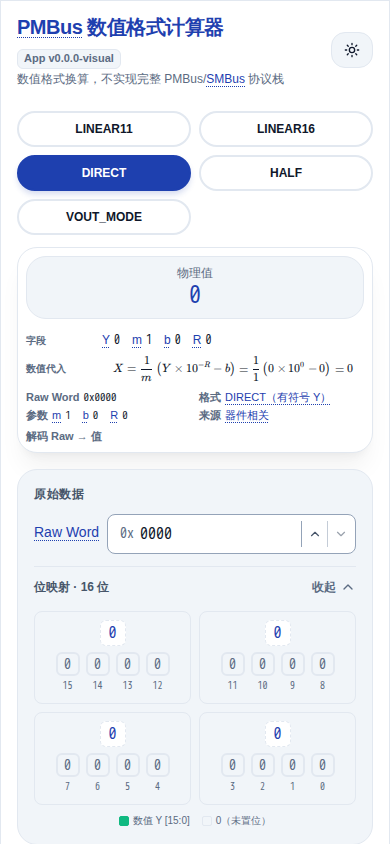 PMBus 数值格式计算器
App v0.0.0-visual
数值格式换算，不实现完整 PMBus/SMBus 协议栈
LINEAR11
LINEAR16
DIRECT
HALF
VOUT_MODE
物理值
0
字段 Y 0 m 1 b 0 R 0
数值代入 X = 1/m (Y × 10^−R − b) = 1/1 (0 × 10^0 − 0) = 0
Raw Word 0x0000 格式 DIRECT（有符号 Y）
参数 m 1 b 0 R 0 来源 器件相关
解码 Raw → 值
原始数据
Raw Word 0x 0000
位映射 · 16 位 收起
0 0
0 0 0 0 0 0 0 0
15 14 13 12 11 10 9 8
0 0
0 0 0 0 0 0 0 0
7 6 5 4 3 2 1 0
数值 Y [15:0] 0（未置位）